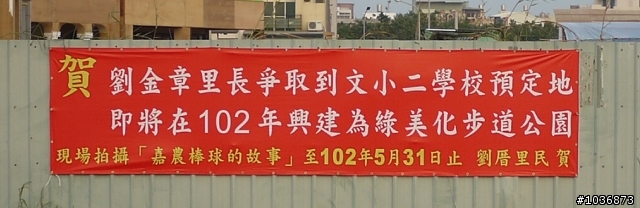 賀
劉金章里長爭取到文小二學校預定地
即將在102年興建為綠美化步道公園
現場拍攝「嘉農棒球的故事」至102年5月31日止 劉厝里民 賀
#1036873